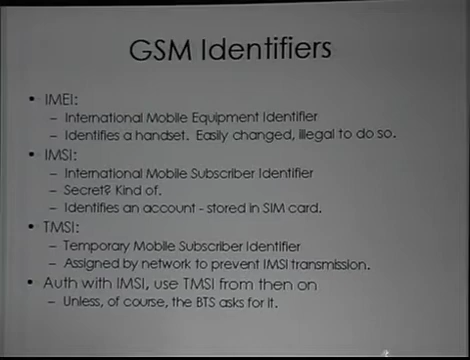 GSM Identifiers
• IMEI:
– International Mobile Equipment Identifier
– Identifies a handset. Easily changed, illegal to do so.
• IMSI:
– International Mobile Subscriber Identifier
– Secret? Kind of.
– Identifies an account - stored in SIM card.
• TMSI:
– Temporary Mobile Subscriber Identifier
– Assigned by network to prevent IMSI transmission.
• Auth with IMSI, use TMSI from then on
– Unless, of course, the BTS asks for it.